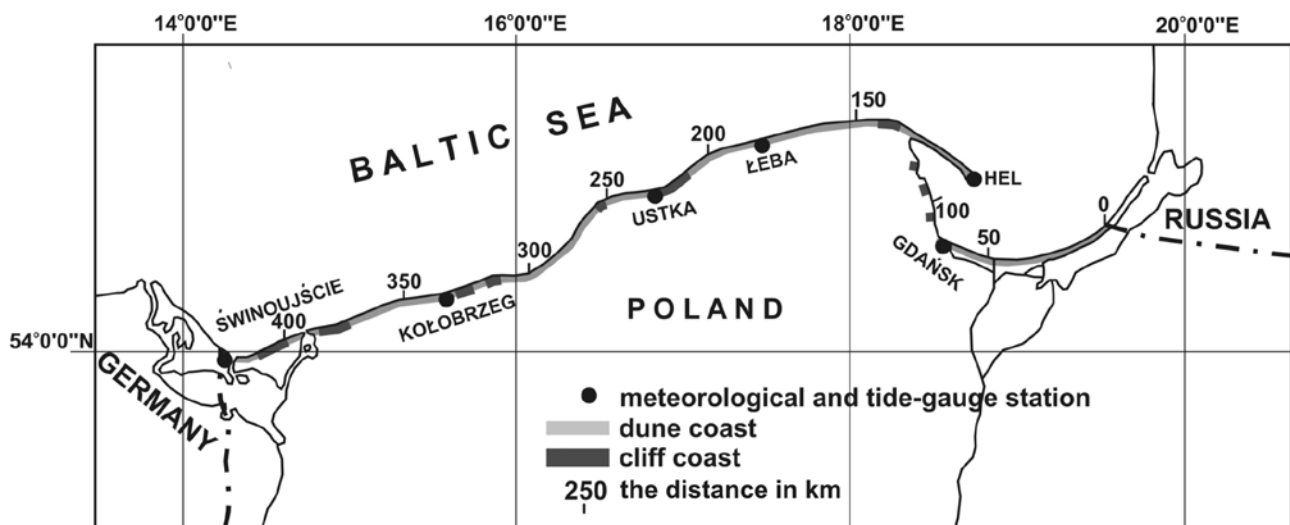 14°0'0"E
16°0'0"E
18°0'0"E
20°0'0"E
BALTIC SEA
150
200
ŁEBA
250
USTKA
HEL
100
0
RUSSIA
GDAŃSK
50
300
350
KOŁOBRZEG
POLAND
ŚWINOUJŚCIE
400
54°0'0"N
GERMANY
meteorological and tide-gauge station
dune coast
cliff coast
250 the distance in km